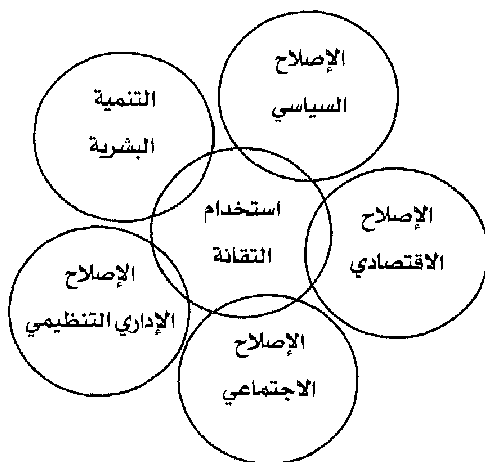 الإصلاح
السياسي
التنمية
البشرية
استخدام
التقانة
الإصلاح
الاقتصادي
الإصلاح
الإداري التنظيمي
الإصلاح
الاجتماعي